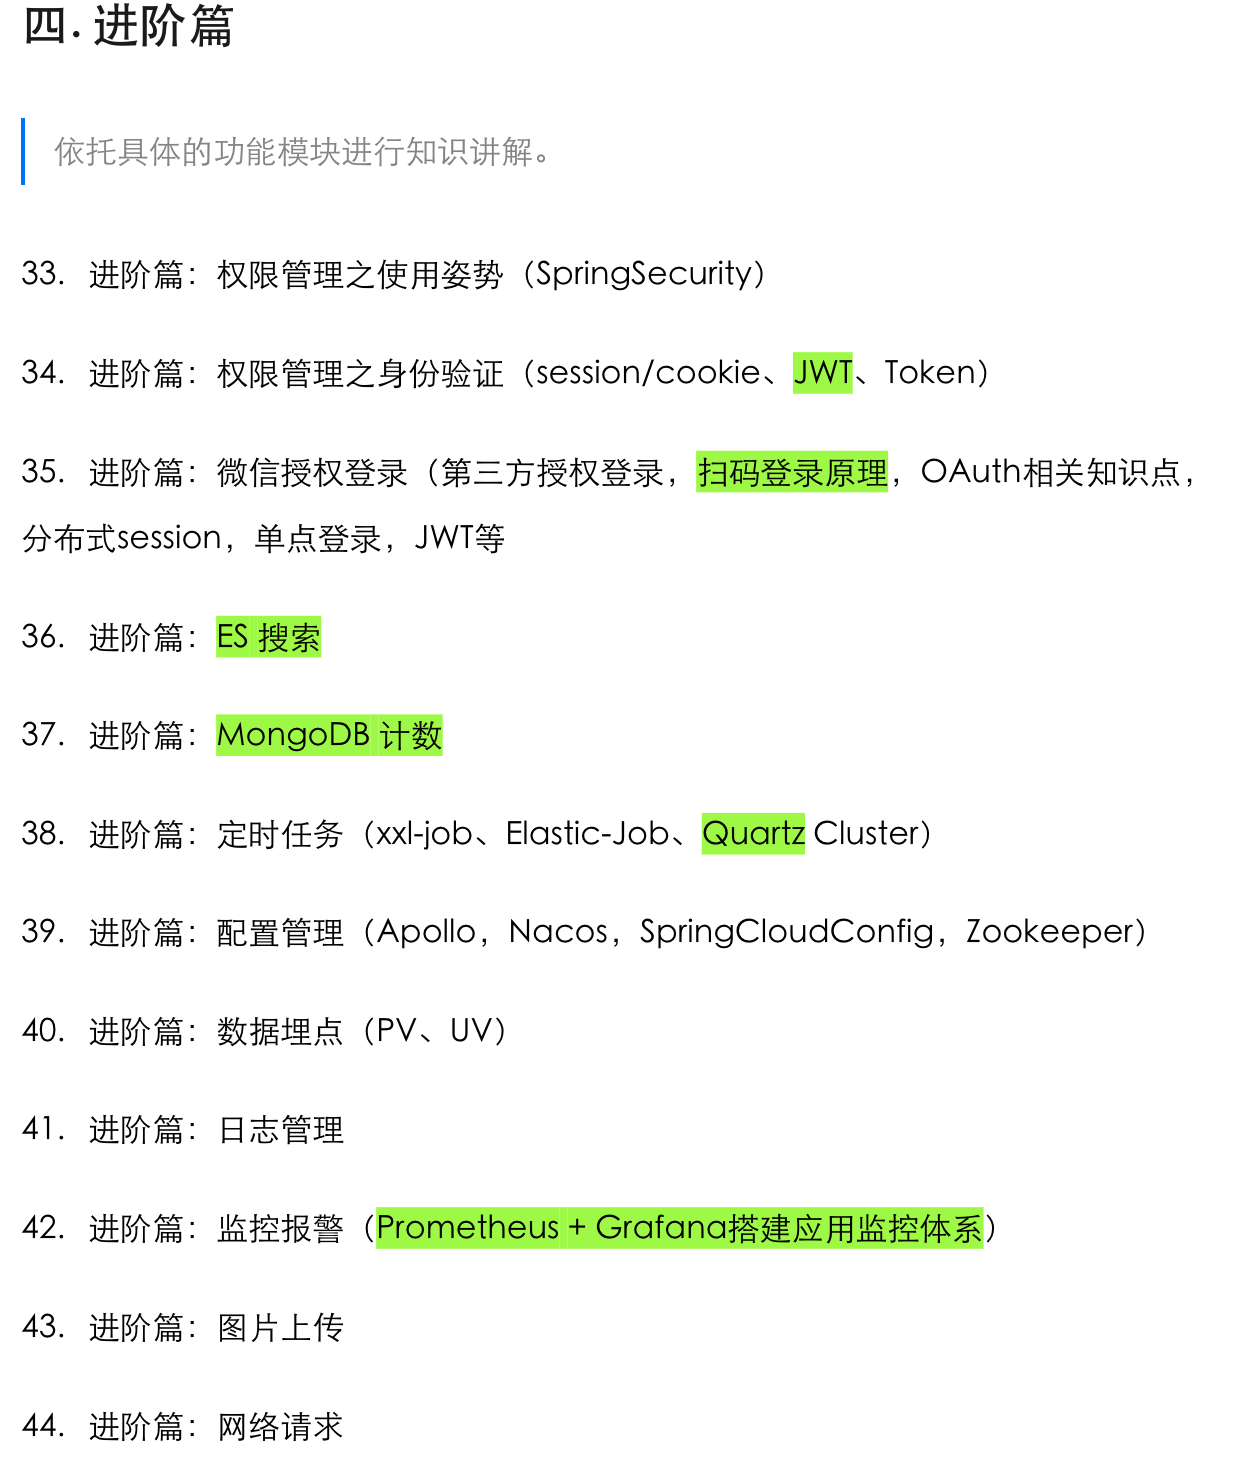 四. 进阶篇
依托具体的功能模块进行知识讲解。
33. 进阶篇：权限管理之使用姿势（SpringSecurity）
34. 进阶篇：权限管理之身份验证（session/cookie、JWT、Token）
35. 进阶篇：微信授权登录（第三方授权登录，扫码登录原理，OAuth相关知识点，
分布式session，单点登录，JWT等
36. 进阶篇：ES 搜索
37. 进阶篇：MongoDB 计数
38. 进阶篇：定时任务（xxl-job、Elastic-Job、Quartz Cluster）
39. 进阶篇：配置管理（Apollo，Nacos，SpringCloudConfig，Zookeeper）
40. 进阶篇：数据埋点（PV、UV）
41. 进阶篇：日志管理
42. 进阶篇：监控报警（Prometheus + Grafana搭建应用监控体系）
43. 进阶篇：图片上传
44. 进阶篇：网络请求